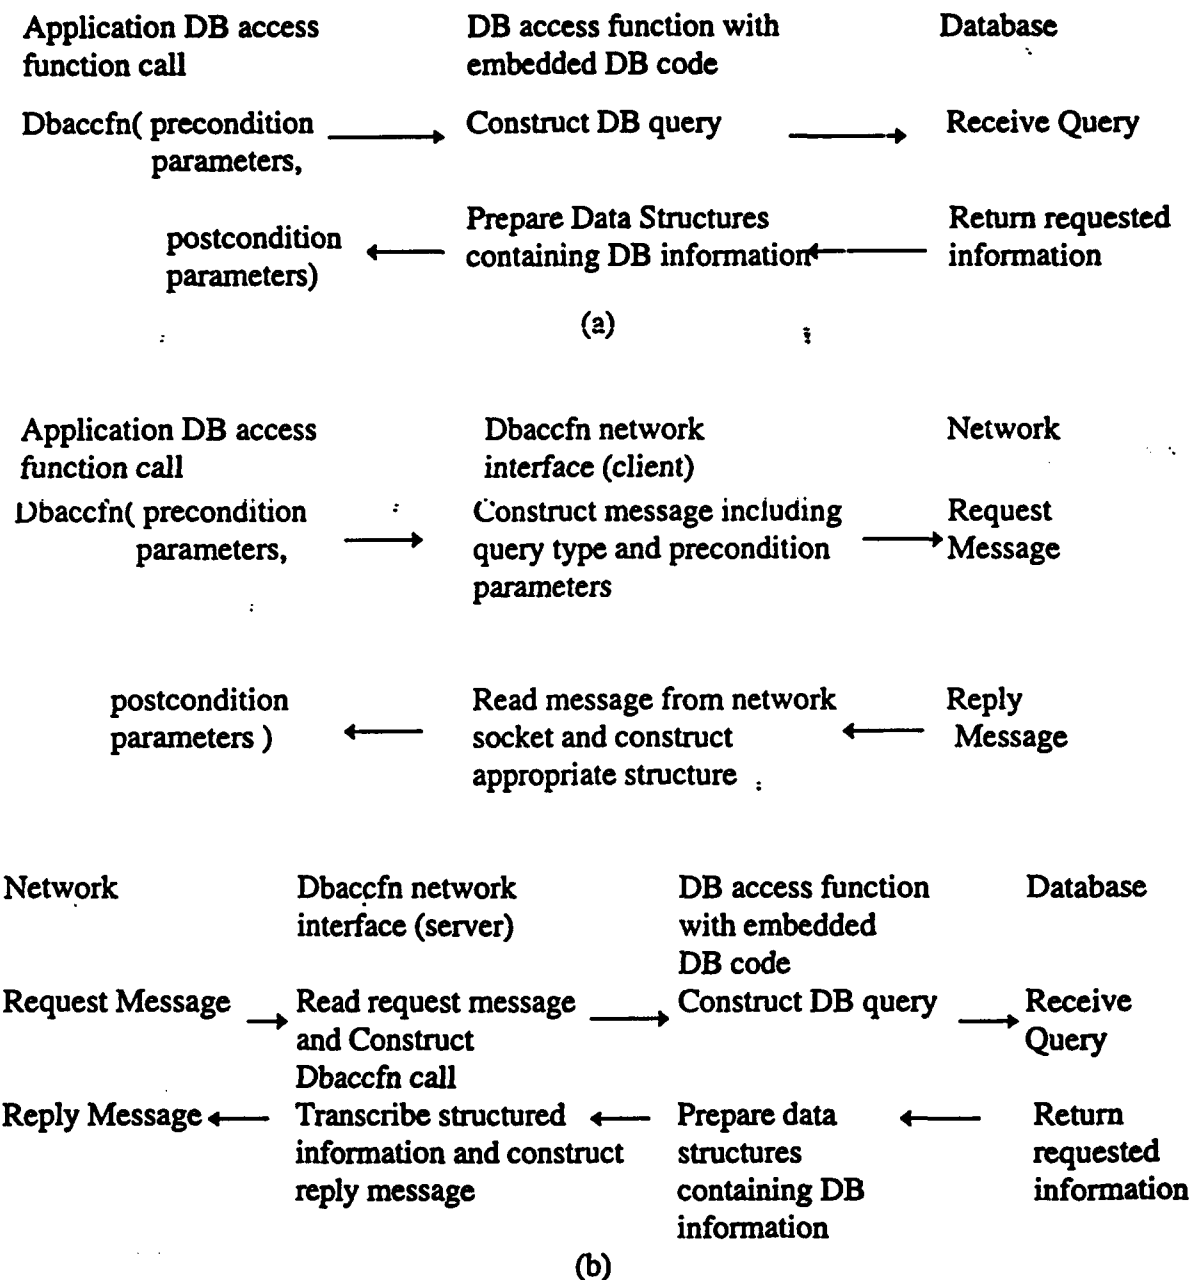 Application DB access
function call
DB access function with
embedded DB code
Database
Dbaccfn( precondition
parameters,
Construct DB query
Receive Query
postcondition
parameters)
Prepare Data Structures
containing DB information
Return requested
information
(a)
Application DB access
function call
Dbaccfn network
interface (client)
Network
Dbaccfn( precondition
parameters,
Construct message including
query type and precondition
parameters
Request
Message
postcondition
parameters )
Read message from network
socket and construct
appropriate structure
Reply
Message
Network
Dbaccfn network
interface (server)
DB access function
with embedded
DB code
Database
Request Message
Read request message
and Construct
Dbaccfn call
Construct DB query
Receive
Query
Reply Message
Transcribe structured
information and construct
reply message
Prepare data
structures
containing DB
information
Return
requested
information
(b)